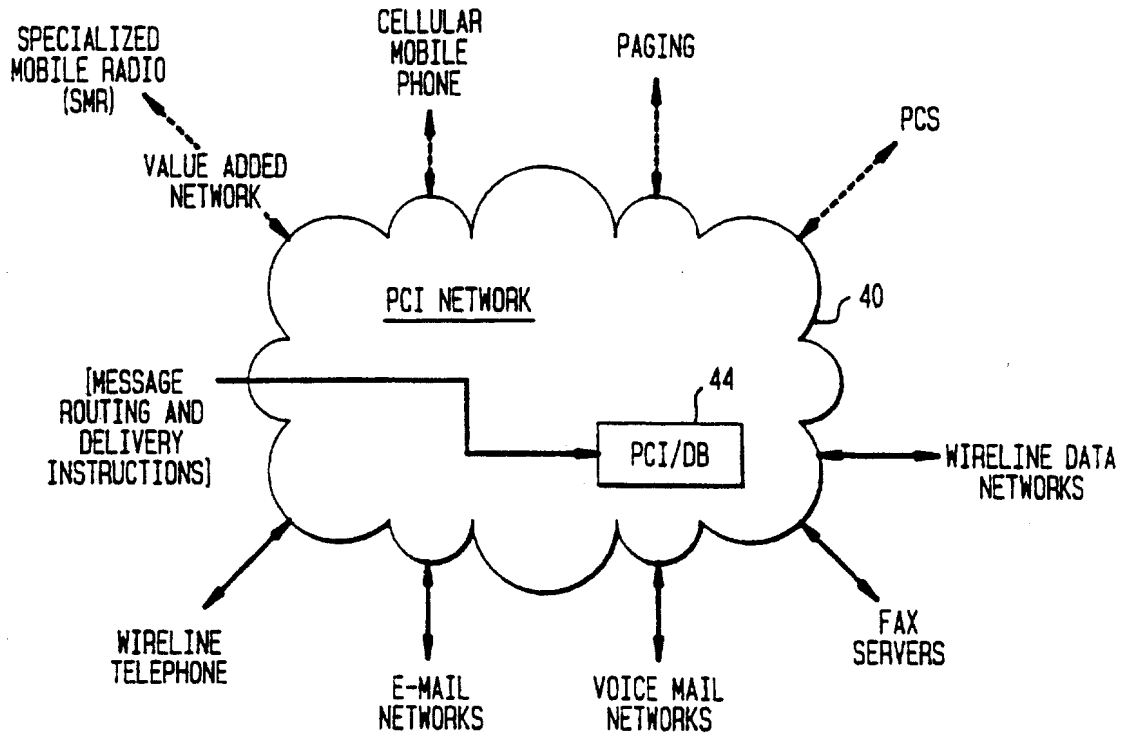 SPECIALIZED
MOBILE RADIO
(SMR)
CELLULAR
MOBILE
PHONE
PAGING
PCS
VALUE ADDED
NETWORK
PCI NETWORK
40
[MESSAGE
ROUTING AND
DELIVERY
INSTRUCTIONS]
44
PCI/DB
WIRELINE DATA
NETWORKS
WIRELINE
TELEPHONE
E-MAIL
NETWORKS
VOICE MAIL
NETWORKS
FAX
SERVERS